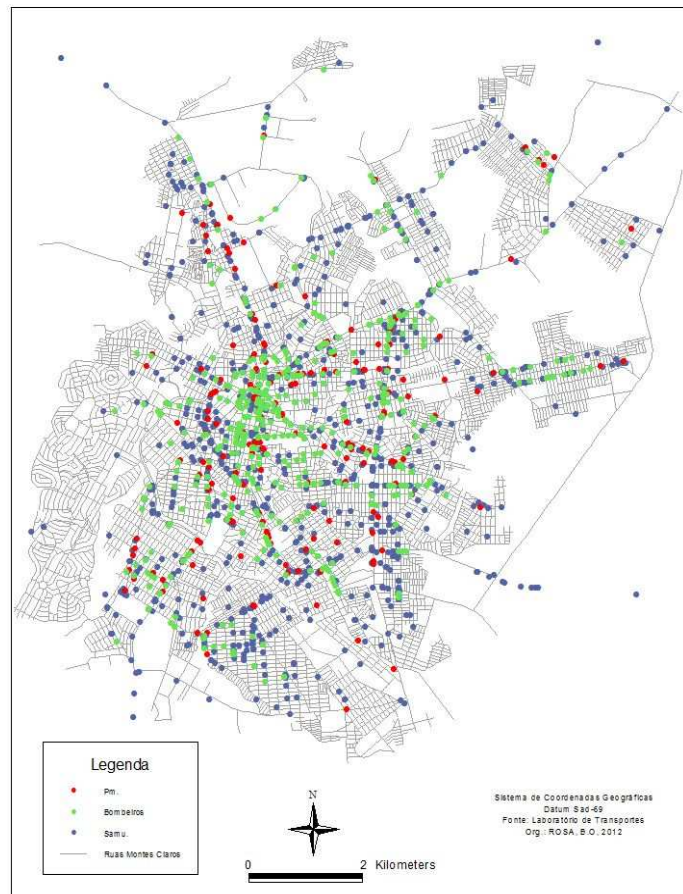 Legenda
Pm.
Bombeiros
Samu.
Ruas Montes Claros
N
0 2 Kilometers
Sistema de Coordenadas Geográficas
Datum Sad-69
Fonte: Laboratório de Transportes
Org.: ROSA, B.O, 2012